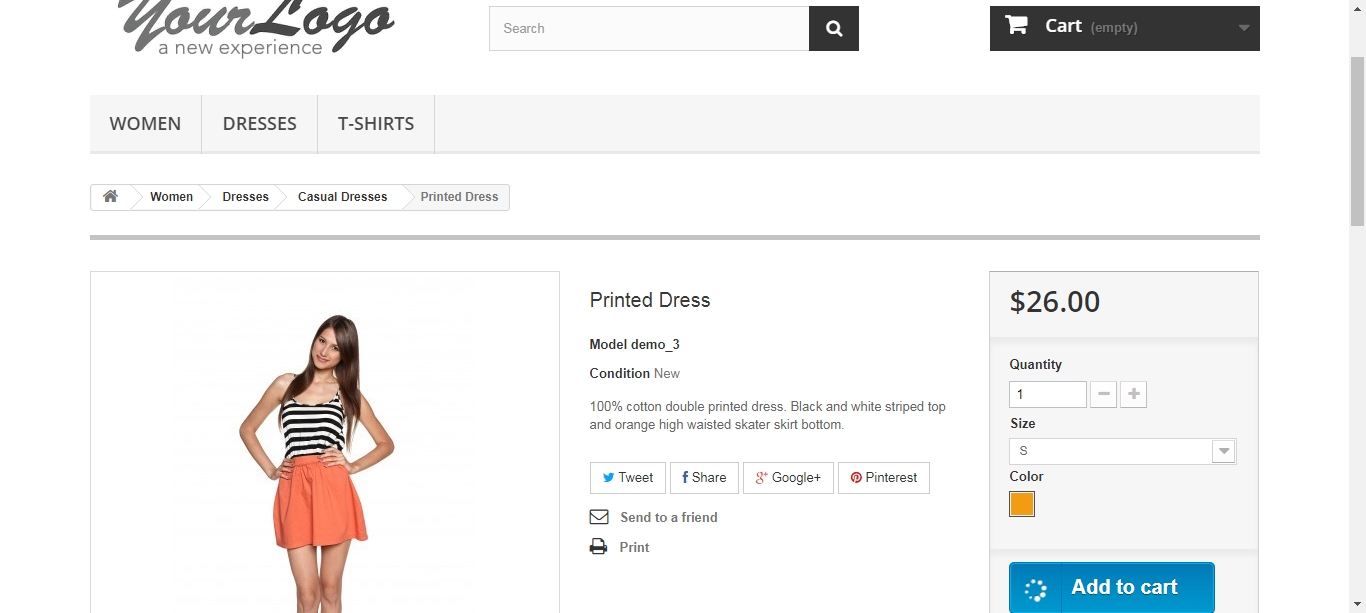 YourLogo
a new experience
Search
Cart (empty)
WOMEN DRESSES T-SHIRTS
Women Dresses Casual Dresses Printed Dress
Printed Dress
Model demo_3
Condition New
100% cotton double printed dress. Black and white striped top
and orange high waisted skater skirt bottom.
Tweet Share Google+ Pinterest
Send to a friend
Print
$26.00
Quantity
1
Size
S
Color
Add to cart